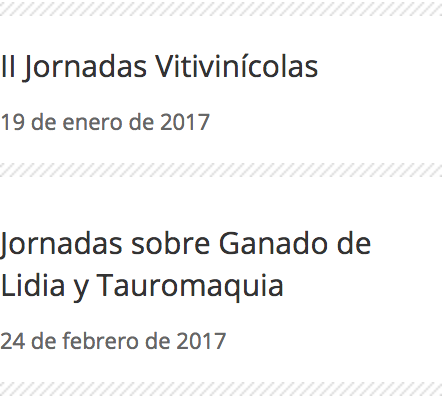 II Jornadas Vitivinícolas
19 de enero de 2017
Jornadas sobre Ganado de
Lidia y Tauromaquia
24 de febrero de 2017